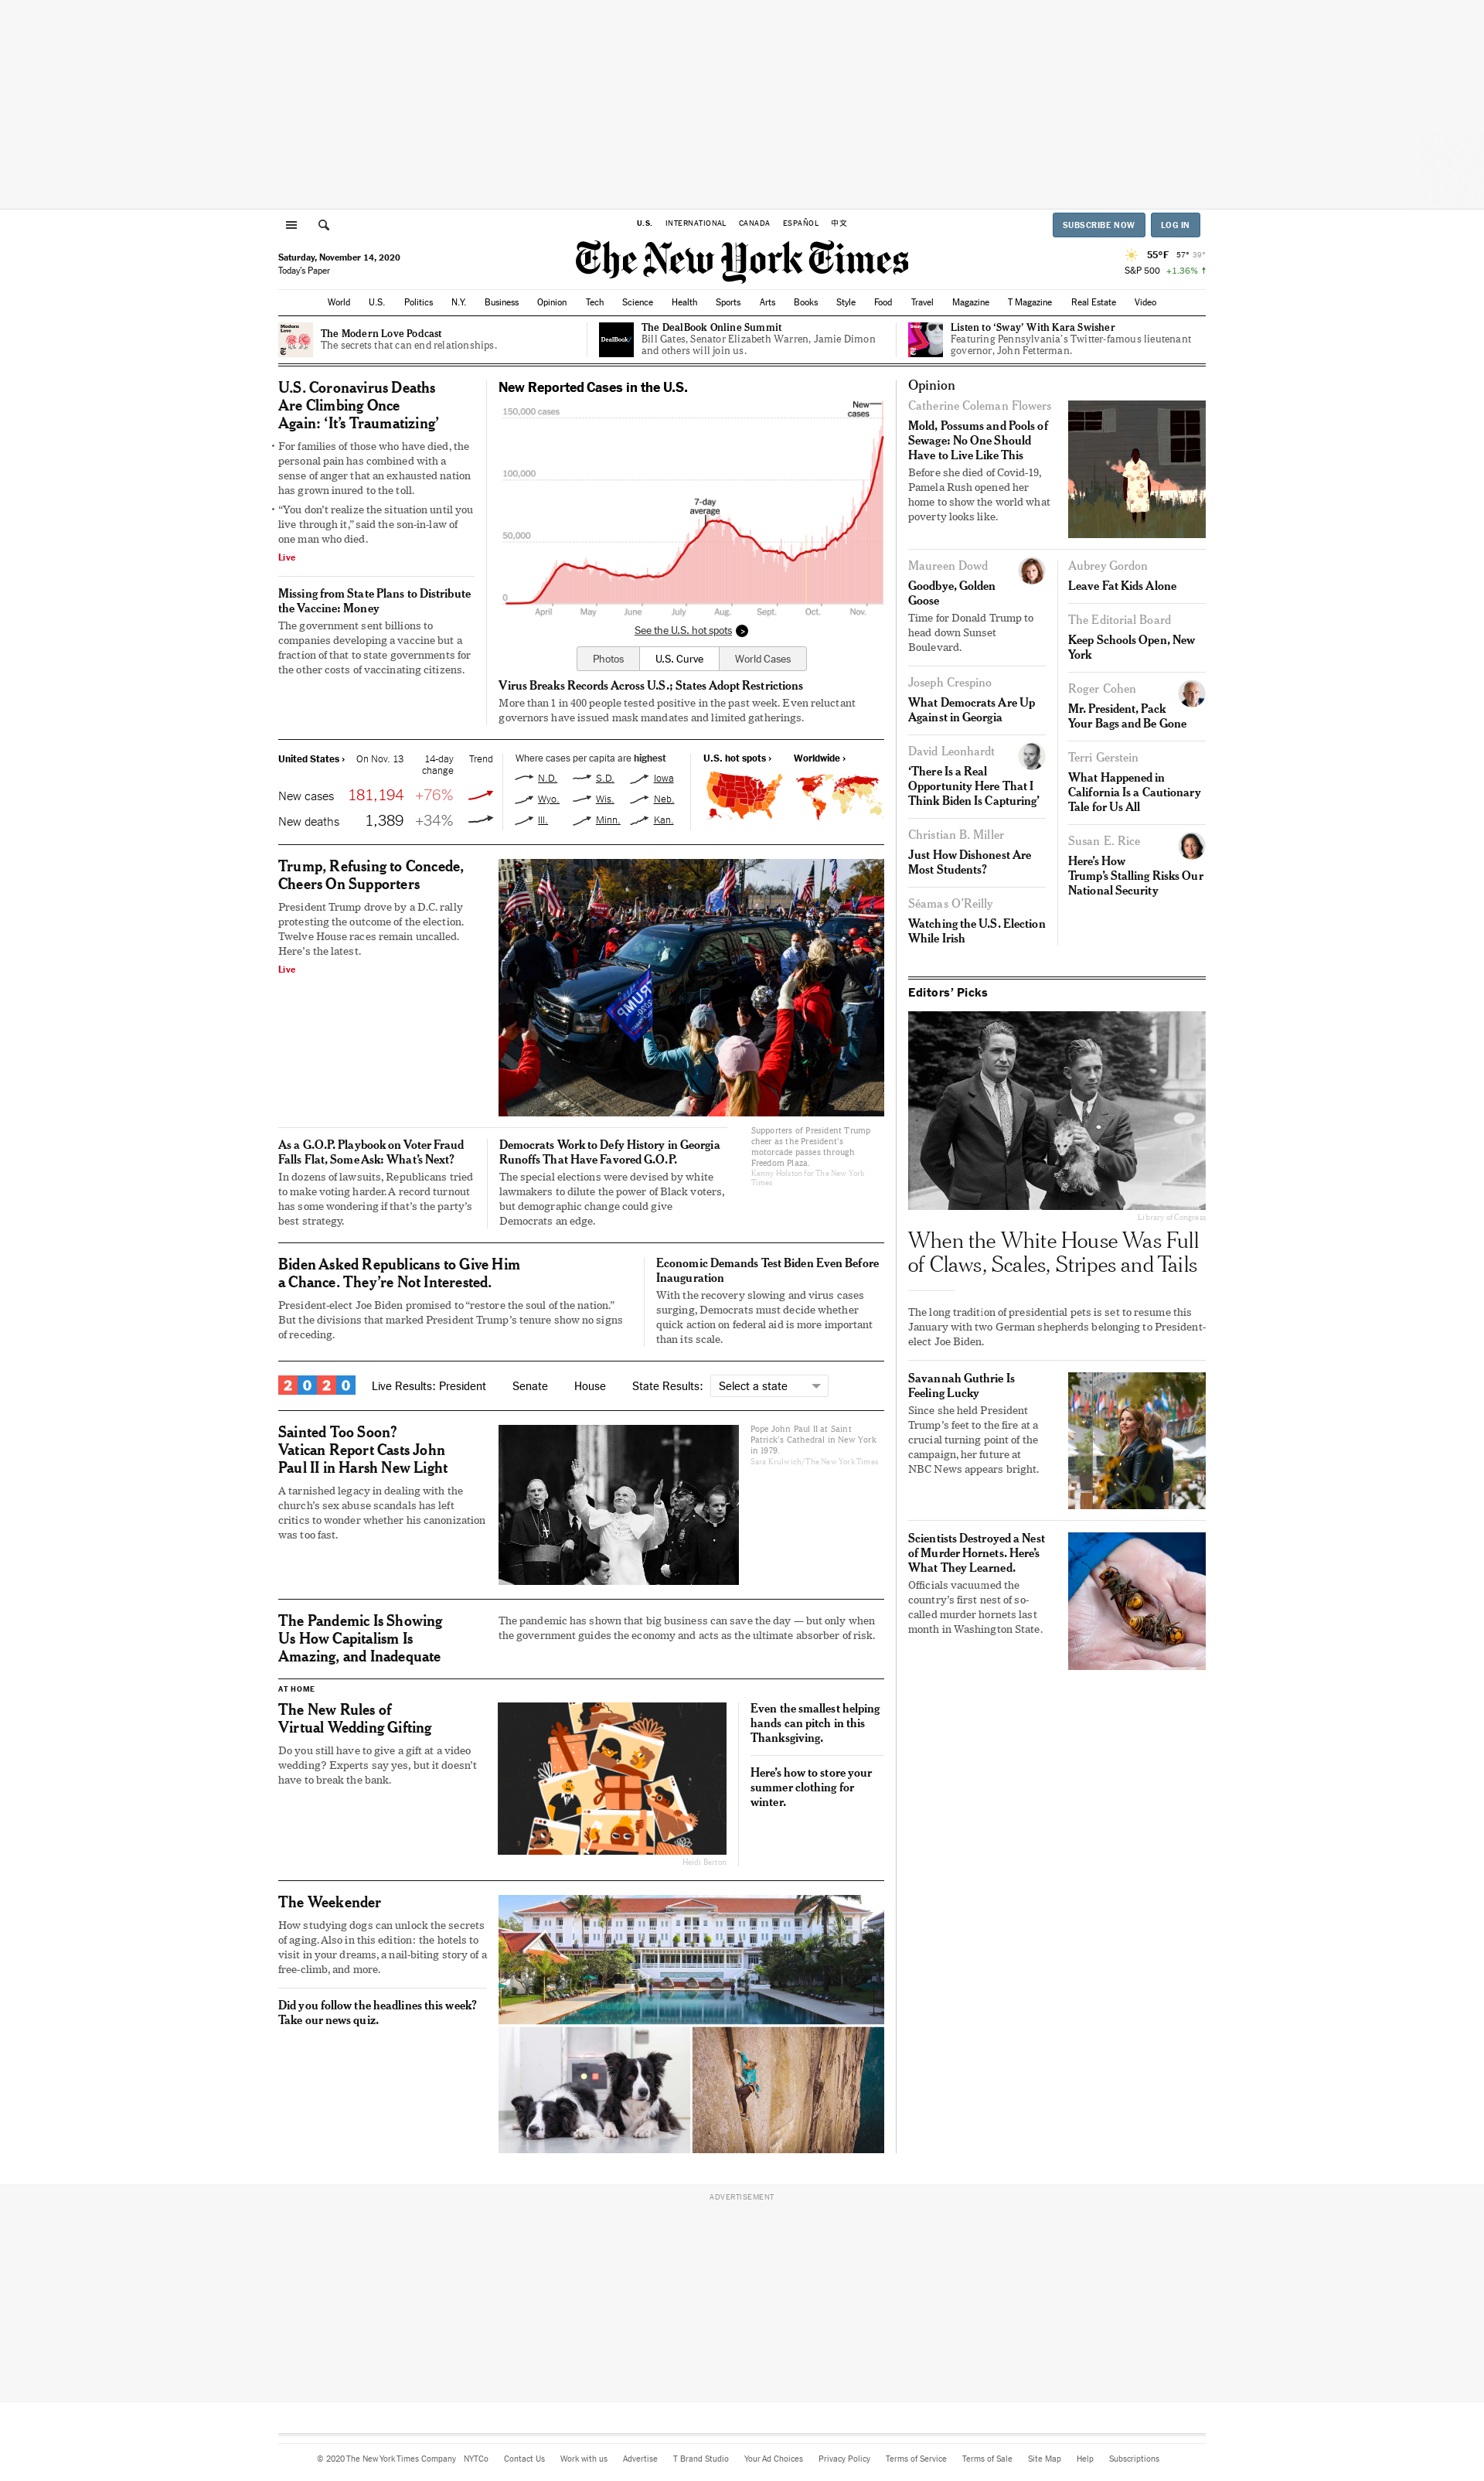 U.S.
INTERNATIONAL
CANADA
ESPAÑOL
中文
SUBSCRIBE NOW
LOG IN
Saturday, November 14, 2020
Today's Paper
The New York Times
55°F 57° 39°
S&P 500 +1.36% ↑
World
U.S.
Politics
N.Y.
Business
Opinion
Tech
Science
Health
Sports
Arts
Books
Style
Food
Travel
Magazine
T Magazine
Real Estate
Video
Modern
Love
The Modern Love Podcast
The secrets that can end relationships.
DealBook/
The DealBook Online Summit
Bill Gates, Senator Elizabeth Warren, Jamie Dimon
and others will join us.
Sway
Listen to ‘Sway’ With Kara Swisher
Featuring Pennsylvania’s Twitter-famous lieutenant
governor, John Fetterman.
U.S. Coronavirus Deaths
Are Climbing Once
Again: ‘It’s Traumatizing’
• For families of those who have died, the
personal pain has combined with a
sense of anger that an exhausted nation
has grown inured to the toll.
• “You don’t realize the situation until you
live through it,” said the son-in-law of
one man who died.
Live
Missing from State Plans to Distribute
the Vaccine: Money
The government sent billions to
companies developing a vaccine but a
fraction of that to state governments for
the other costs of vaccinating citizens.
New Reported Cases in the U.S.
150,000 cases
New
cases
100,000
7-day
average
50,000
0
April
May
June
July
Aug.
Sept.
Oct.
Nov.
See the U.S. hot spots >
Photos
U.S. Curve
World Cases
Virus Breaks Records Across U.S.; States Adopt Restrictions
More than 1 in 400 people tested positive in the past week. Even reluctant
governors have issued mask mandates and limited gatherings.
United States ›
On Nov. 13
14-day
change
Trend
New cases 181,194 +76%
New deaths 1,389 +34%
Where cases per capita are highest
N.D.
S.D.
Iowa
Wyo.
Wis.
Neb.
Ill.
Minn.
Kan.
U.S. hot spots ›
Worldwide ›
Trump, Refusing to Concede,
Cheers On Supporters
President Trump drove by a D.C. rally
protesting the outcome of the election.
Twelve House races remain uncalled.
Here’s the latest.
Live
TRUMP
Supporters of President Trump
cheer as the President’s
motorcade passes through
Freedom Plaza.
Kenny Holston for The New York
Times
As a G.O.P. Playbook on Voter Fraud
Falls Flat, Some Ask: What’s Next?
In dozens of lawsuits, Republicans tried
to make voting harder. A record turnout
has some wondering if that’s the party’s
best strategy.
Democrats Work to Defy History in Georgia
Runoffs That Have Favored G.O.P.
The special elections were devised by white
lawmakers to dilute the power of Black voters,
but demographic change could give
Democrats an edge.
Biden Asked Republicans to Give Him
a Chance. They’re Not Interested.
President-elect Joe Biden promised to “restore the soul of the nation.”
But the divisions that marked President Trump’s tenure show no signs
of receding.
Economic Demands Test Biden Even Before
Inauguration
With the recovery slowing and virus cases
surging, Democrats must decide whether
quick action on federal aid is more important
than its scale.
2020
Live Results: President
Senate
House
State Results:
Select a state
Sainted Too Soon?
Vatican Report Casts John
Paul II in Harsh New Light
A tarnished legacy in dealing with the
church’s sex abuse scandals has left
critics to wonder whether his canonization
was too fast.
Pope John Paul II at Saint
Patrick’s Cathedral in New York
in 1979.
Sara Krulwich/The New York Times
The Pandemic Is Showing
Us How Capitalism Is
Amazing, and Inadequate
The pandemic has shown that big business can save the day — but only when
the government guides the economy and acts as the ultimate absorber of risk.
AT HOME
The New Rules of
Virtual Wedding Gifting
Do you still have to give a gift at a video
wedding? Experts say yes, but it doesn’t
have to break the bank.
Heidi Berton
Even the smallest helping
hands can pitch in this
Thanksgiving.
Here’s how to store your
summer clothing for
winter.
The Weekender
How studying dogs can unlock the secrets
of aging. Also in this edition: the hotels to
visit in your dreams, a nail-biting story of a
free-climb, and more.
Did you follow the headlines this week?
Take our news quiz.
Opinion
Catherine Coleman Flowers
Mold, Possums and Pools of
Sewage: No One Should
Have to Live Like This
Before she died of Covid-19,
Pamela Rush opened her
home to show the world what
poverty looks like.
Maureen Dowd
Goodbye, Golden
Goose
Time for Donald Trump to
head down Sunset
Boulevard.
Joseph Crespino
What Democrats Are Up
Against in Georgia
David Leonhardt
‘There Is a Real
Opportunity Here That I
Think Biden Is Capturing’
Christian B. Miller
Just How Dishonest Are
Most Students?
Séamas O’Reilly
Watching the U.S. Election
While Irish
Aubrey Gordon
Leave Fat Kids Alone
The Editorial Board
Keep Schools Open, New
York
Roger Cohen
Mr. President, Pack
Your Bags and Be Gone
Terri Gerstein
What Happened in
California Is a Cautionary
Tale for Us All
Susan E. Rice
Here’s How
Trump’s Stalling Risks Our
National Security
Editors’ Picks
Library of Congress
When the White House Was Full
of Claws, Scales, Stripes and Tails
The long tradition of presidential pets is set to resume this
January with two German shepherds belonging to President-
elect Joe Biden.
Savannah Guthrie Is
Feeling Lucky
Since she held President
Trump’s feet to the fire at a
crucial turning point of the
campaign, her future at
NBC News appears bright.
Scientists Destroyed a Nest
of Murder Hornets. Here’s
What They Learned.
Officials vacuumed the
country’s first nest of so-
called murder hornets last
month in Washington State.
ADVERTISEMENT
© 2020 The New York Times Company
NYTCo
Contact Us
Work with us
Advertise
T Brand Studio
Your Ad Choices
Privacy Policy
Terms of Service
Terms of Sale
Site Map
Help
Subscriptions